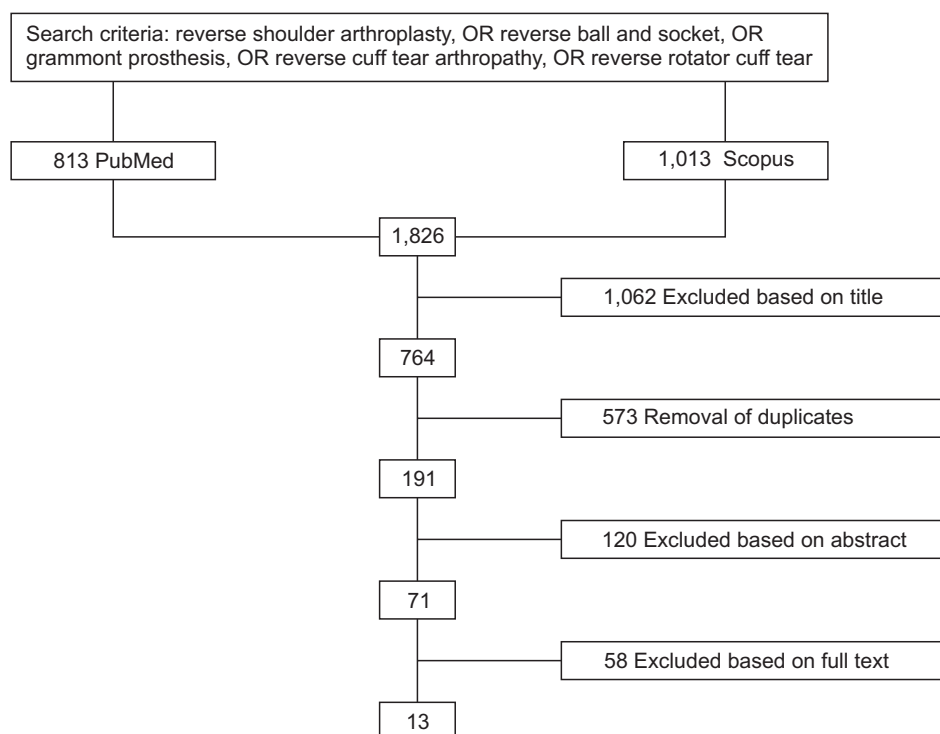 Search criteria: reverse shoulder arthroplasty, OR reverse ball and socket, OR
grammont prosthesis, OR reverse cuff tear arthropathy, OR reverse rotator cuff tear
813 PubMed
1,013 Scopus
1,826
1,062 Excluded based on title
764
573 Removal of duplicates
191
120 Excluded based on abstract
71
58 Excluded based on full text
13